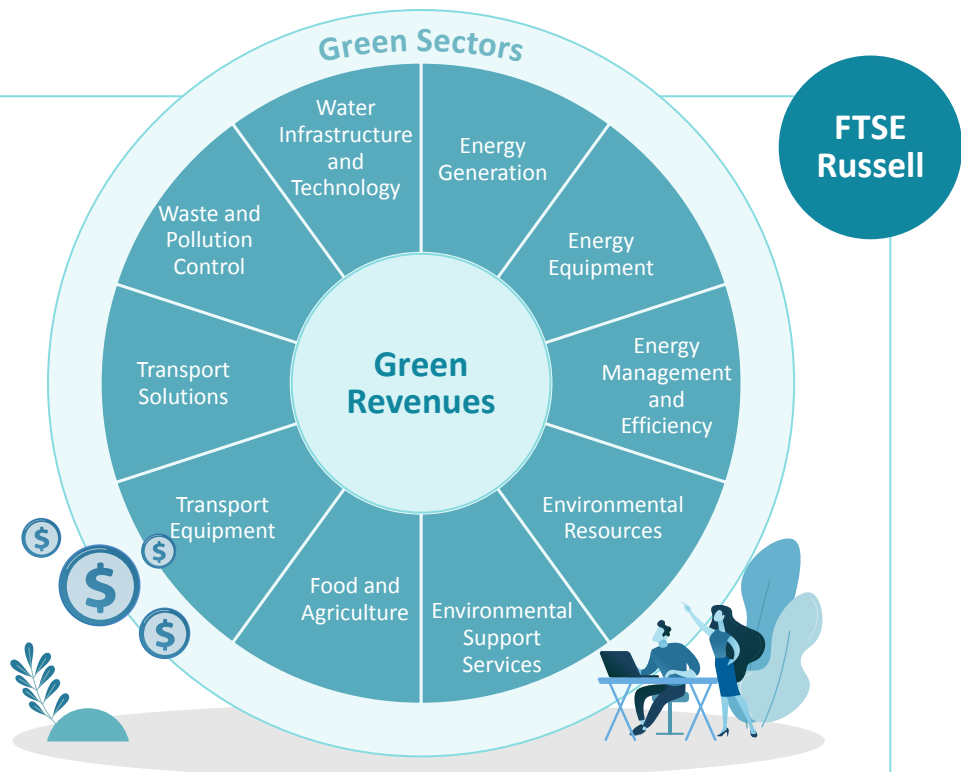 Green Sectors
FTSE
Russell
Water
Infrastructure
and
Technology
Energy
Generation
Energy
Equipment
Energy
Management
and
Efficiency
Environmental
Resources
Environmental
Support
Services
Food and
Agriculture
Transport
Equipment
Transport
Solutions
Waste and
Pollution
Control
Green
Revenues
$
$
$
$